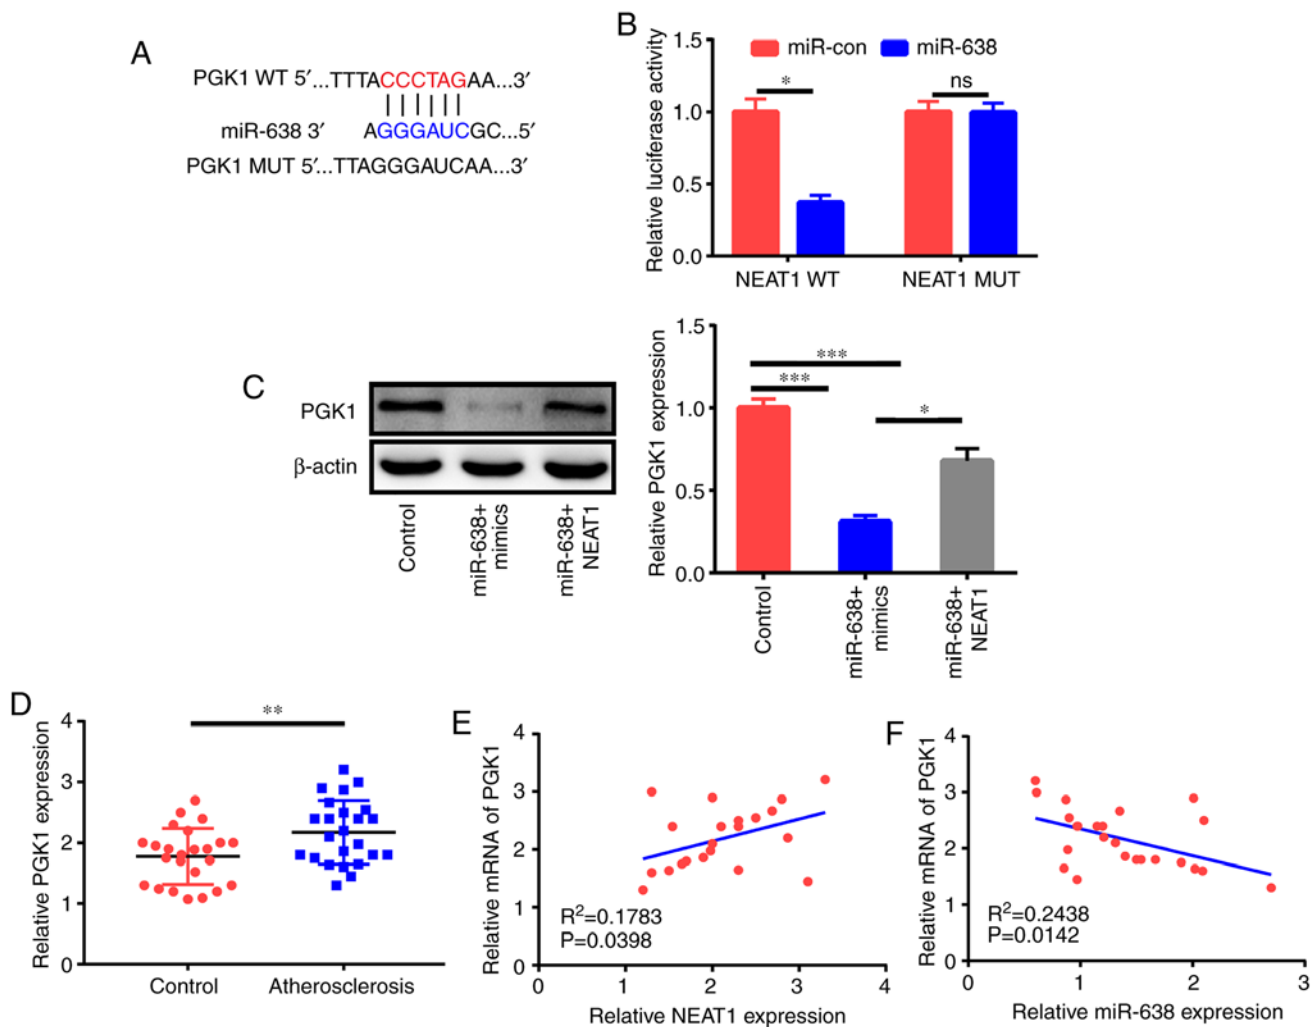 A
PGK1 WT 5′...TTTACCCTAGAA...3′
miR-638 3′ AGGGAUCGC...5′
PGK1 MUT 5′...TTAGGGAUCAA...3′
B
miR-con miR-638
Relative luciferase activity
1.5
1.0
0.5
0.0
*
ns
NEAT1 WT NEAT1 MUT
C
PGK1
β-actin
Control
miR-638+
mimics
miR-638+
NEAT1
Relative PGK1 expression
1.5
1.0
0.5
0.0
***
***
*
Control
miR-638+
mimics
miR-638+
NEAT1
D
Relative PGK1 expression
4
3
2
1
0
**
Control Atherosclerosis
E
Relative mRNA of PGK1
4
3
2
1
0
R²=0.1783
P=0.0398
0 1 2 3 4
Relative NEAT1 expression
F
Relative mRNA of PGK1
4
3
2
1
0
R²=0.2438
P=0.0142
0 1 2 3
Relative miR-638 expression